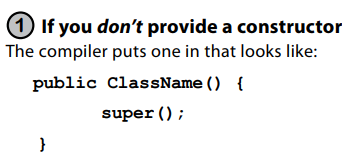 1 If you don't provide a constructor
The compiler puts one in that looks like:
public ClassName() {
super();
}